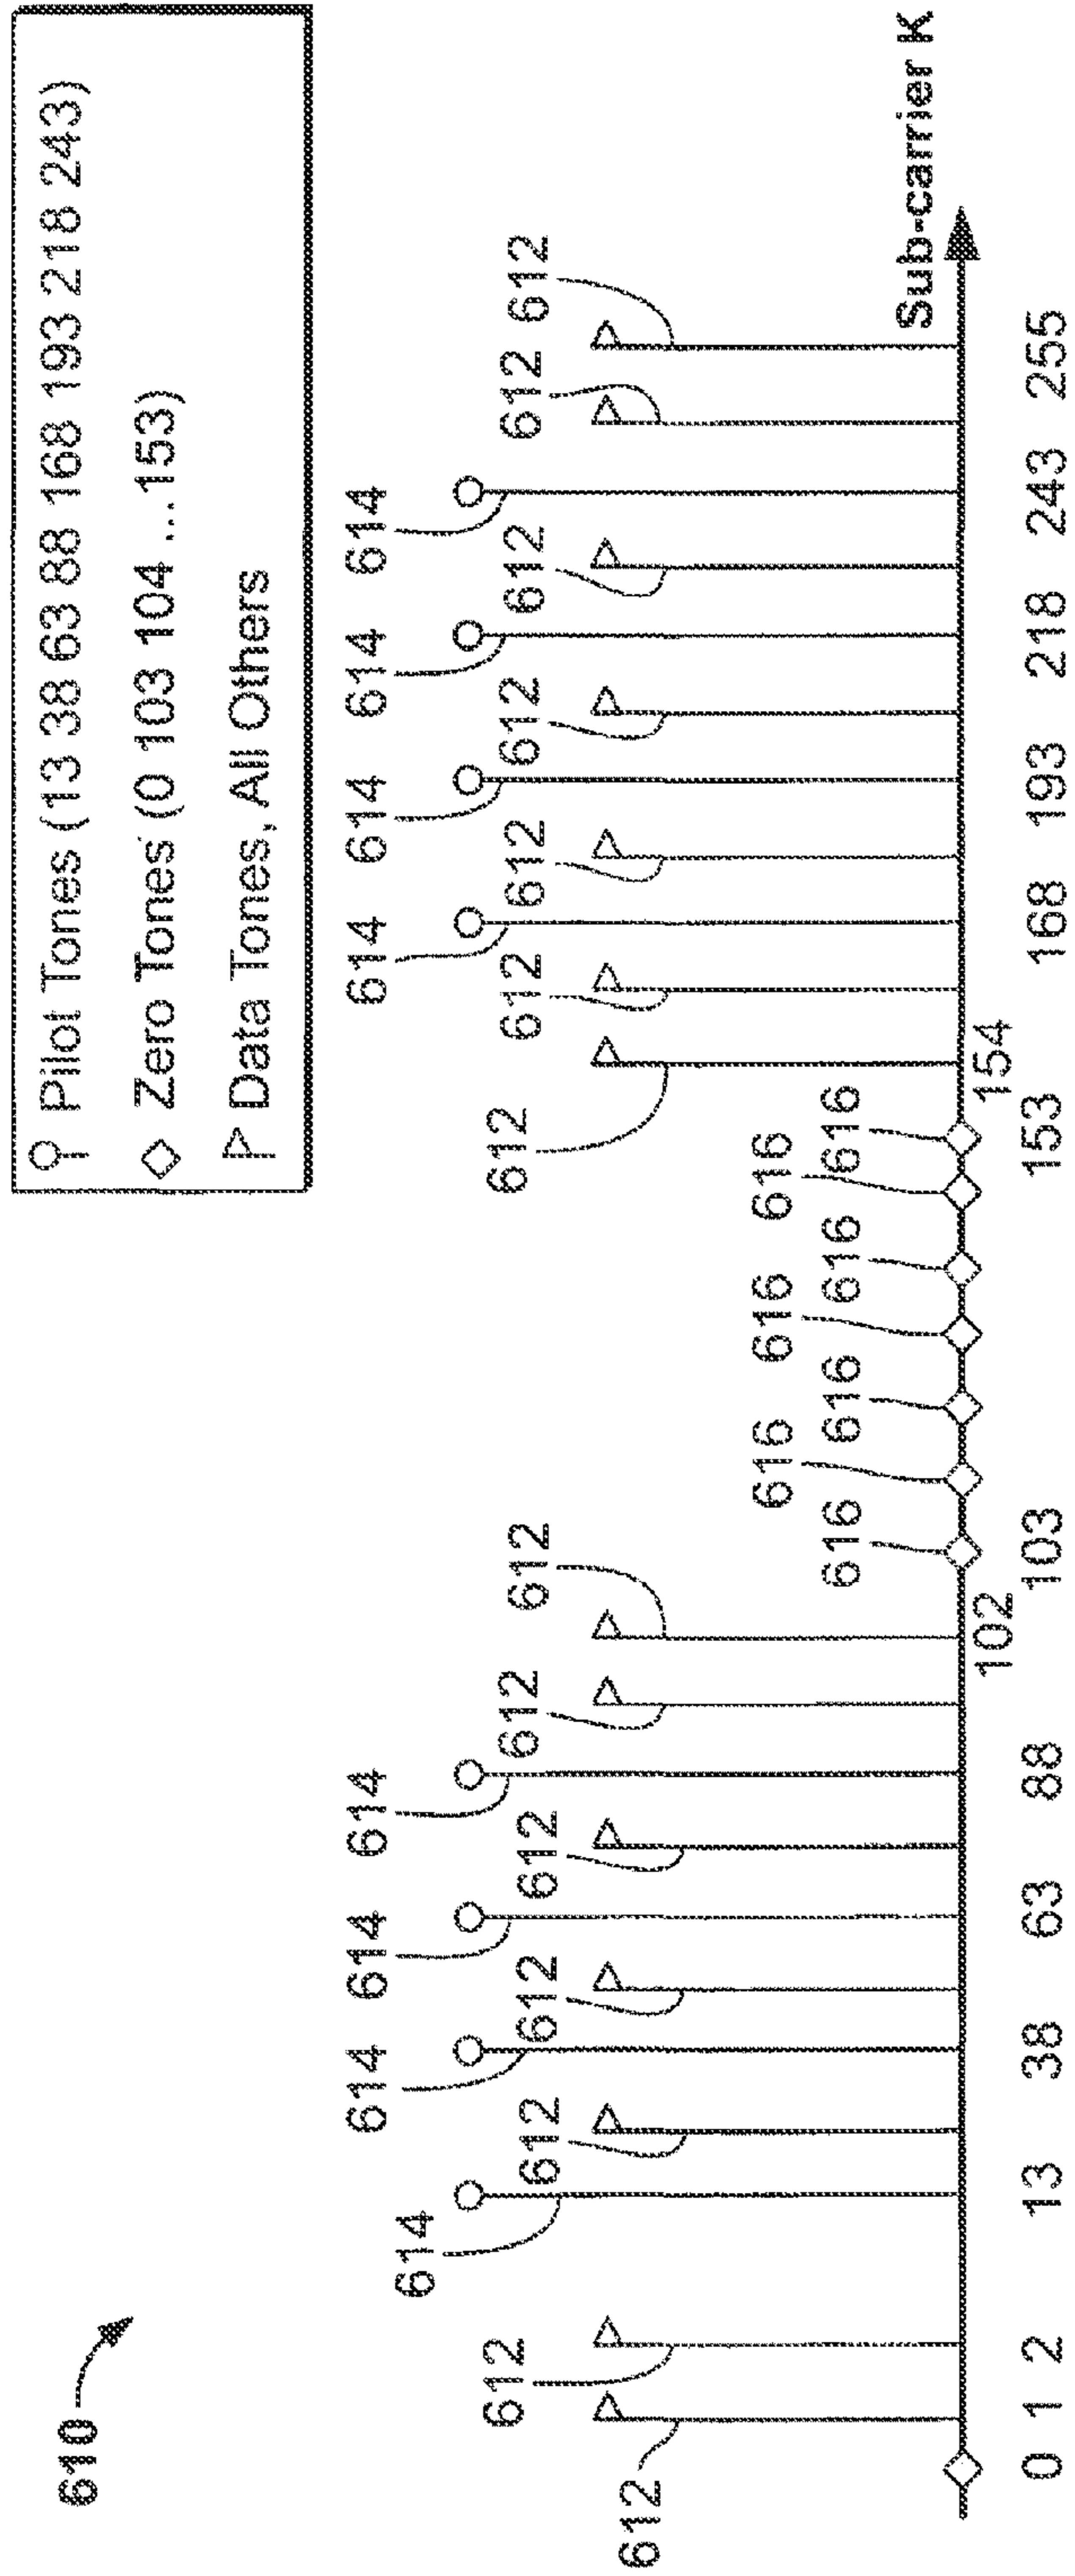 610
Pilot Tones (13 38 63 88 168 193 218 243)
Zero Tones (0 103 104 ...153)
Data Tones, All Others
614 614 614 614 614 614 614 614
612 612 612 612 612 612 612 612 612 612 612 612 612 612
616 616 616 616 616 616 616
Sub-carrier K
102 154
0 1 2 13 38 63 88 103 153 168 193 218 243 255